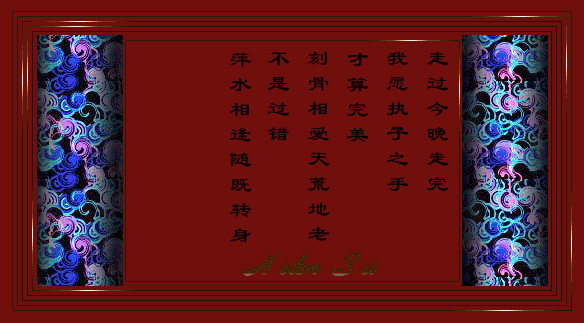 走过今晚走完
我愿执子之手
才算完美
刻骨相爱天荒地老
不是过错
萍水相逢随既转身